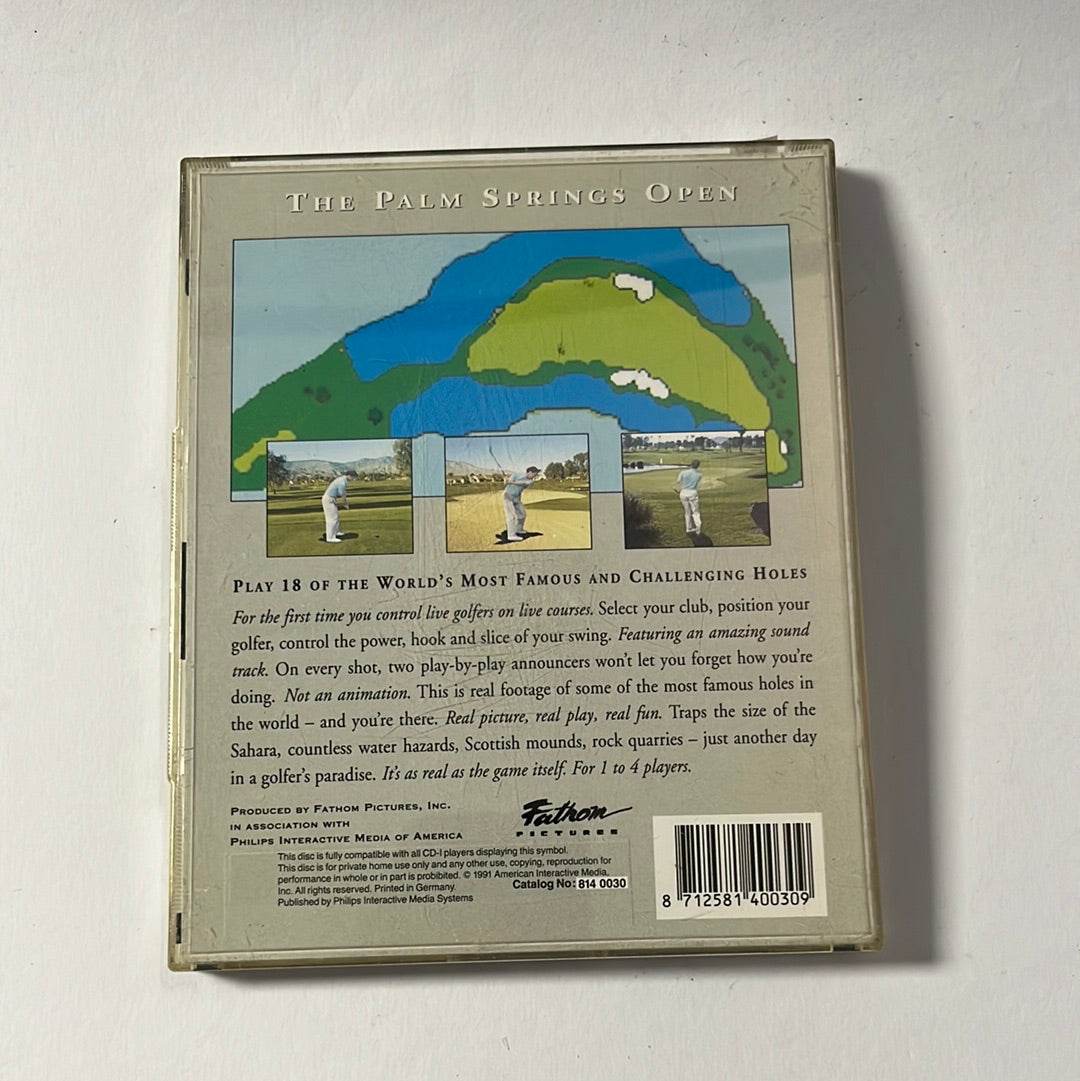 THE PALM SPRINGS OPEN
PLAY 18 OF THE WORLD'S MOST FAMOUS AND CHALLENGING HOLES
For the first time you control live golfers on live courses. Select your club, position your
golfer, control the power, hook and slice of your swing. Featuring an amazing sound
track. On every shot, two play-by-play announcers won't let you forget how you're
doing. Not an animation. This is real footage of some of the most famous holes in
the world – and you're there. Real picture, real play, real fun. Traps the size of the
Sahara, countless water hazards, Scottish mounds, rock quarries – just another day
in a golfer's paradise. It's as real as the game itself. For 1 to 4 players.
PRODUCED BY FATHOM PICTURES, INC.
IN ASSOCIATION WITH
PHILIPS INTERACTIVE MEDIA OF AMERICA
Fathom
PICTURES
This disc is fully compatible with all CD-I players displaying this symbol.
This disc is for private home use only and any other use, copying, reproduction for
performance in whole or in part is probibited. © 1991 American Interactive Media,
Inc. All rights reserved. Printed in Germany.
Published by Philips Interactive Media Systems
Catalog No: 814 0030
8 712581 400309